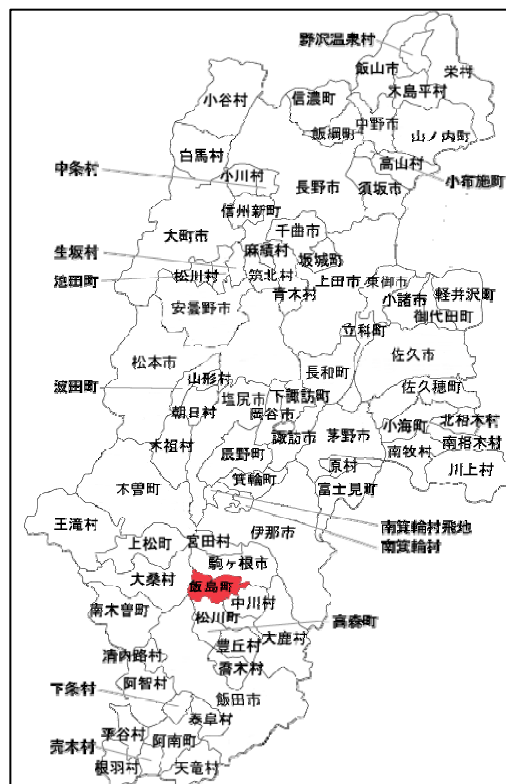 野沢温泉村
飯山市
栄村
木島平村
小谷村
信濃町
中野市
飯綱町
山ノ内町
白馬村
高山村
中条村
小川村
長野市
須坂市
小布施町
信州新町
千曲市
大町市
麻績村
坂城町
生坂村
松川村
筑北村
上田市
東御市
池田町
青木村
小諸市
軽井沢町
安曇野市
御代田町
立科町
松本市
佐久市
長和町
山形村
波田町
塩尻市
下諏訪町
佐久穂町
朝日村
岡谷市
小海町
北相木村
諏訪市
茅野市
木祖村
南相木村
辰野町
原村
南牧村
川上村
箕輪町
富士見町
木曽町
南箕輪村飛地
王滝村
伊那市
南箕輪村
上松町
宮田村
駒ヶ根市
大桑村
飯島町
中川村
南木曽町
松川町
高森町
豊丘村
大鹿村
清内路村
喬木村
阿智村
下条村
飯田市
泰阜村
平谷村
売木村
阿南町
根羽村
天竜村